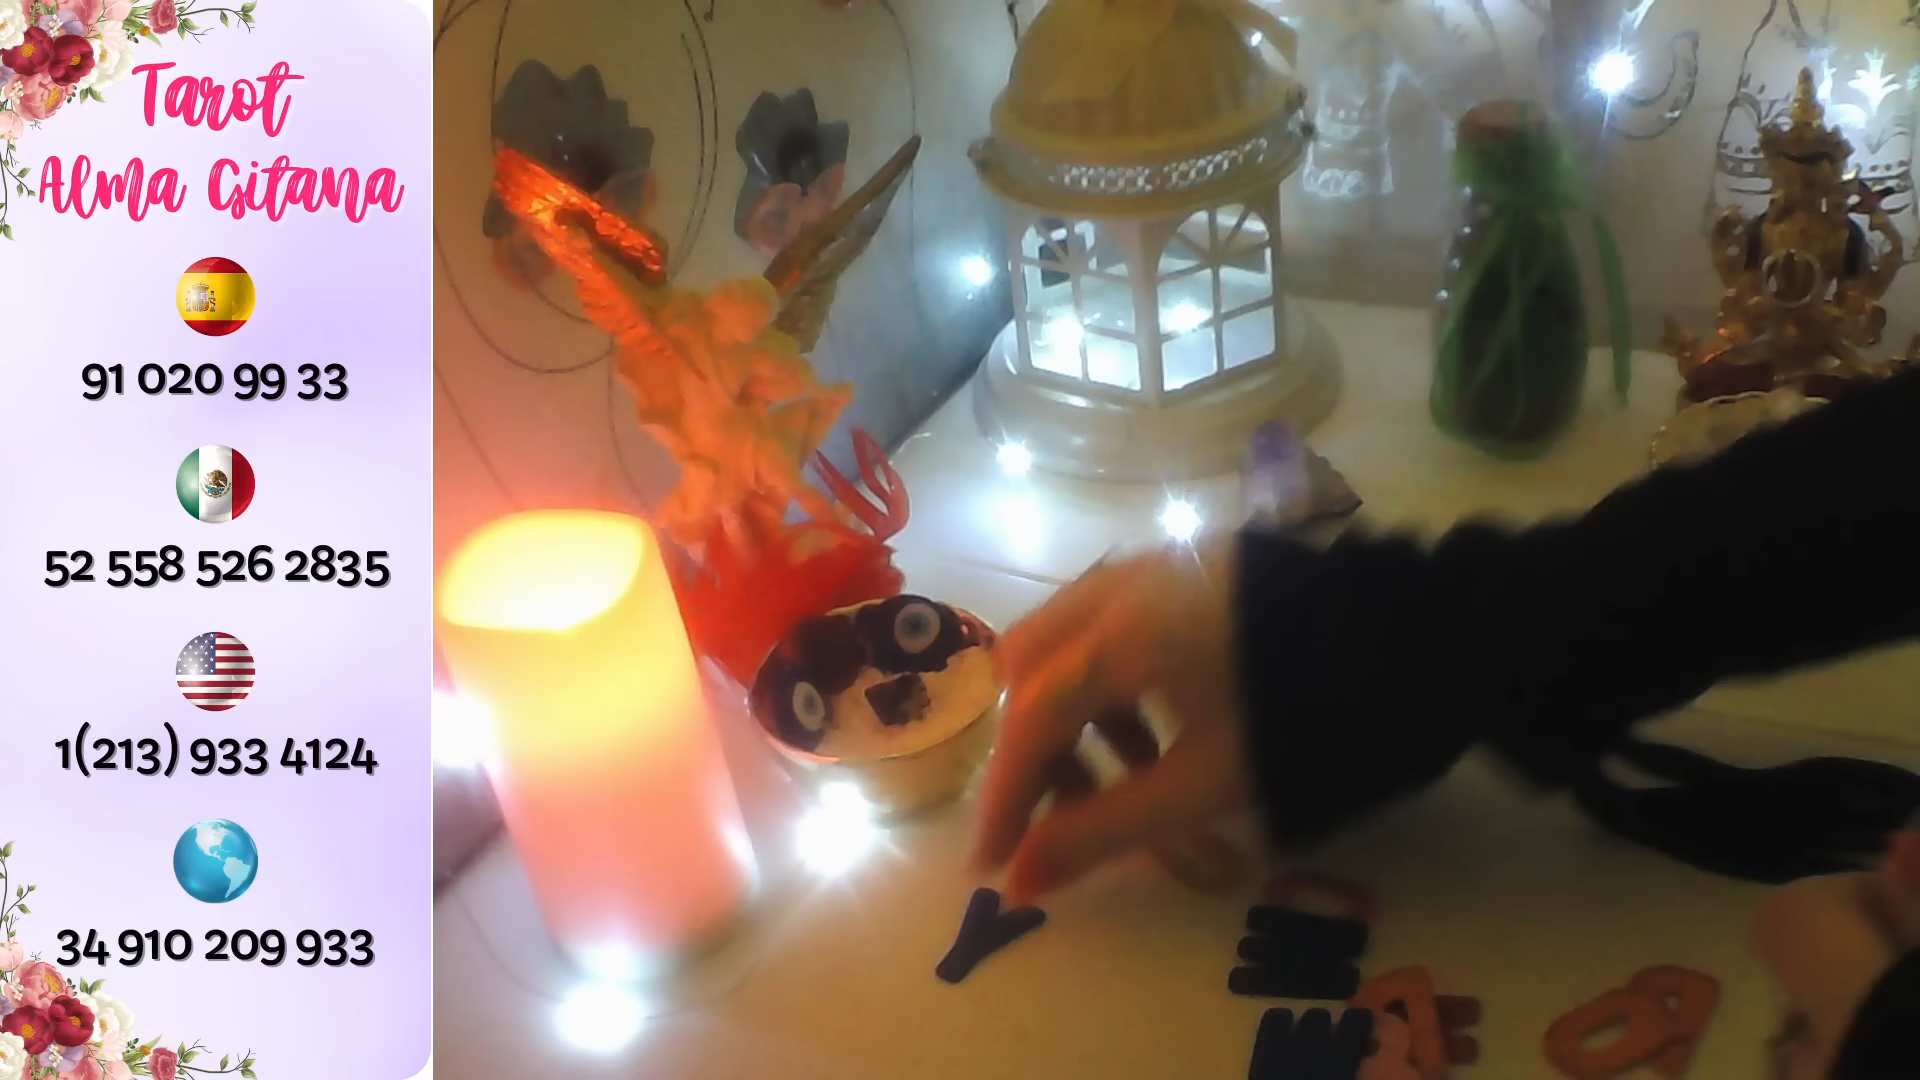 Tarot
Alma Gitana
91 020 99 33
52 558 526 2835
1(213) 933 4124
34 910 209 933
Y